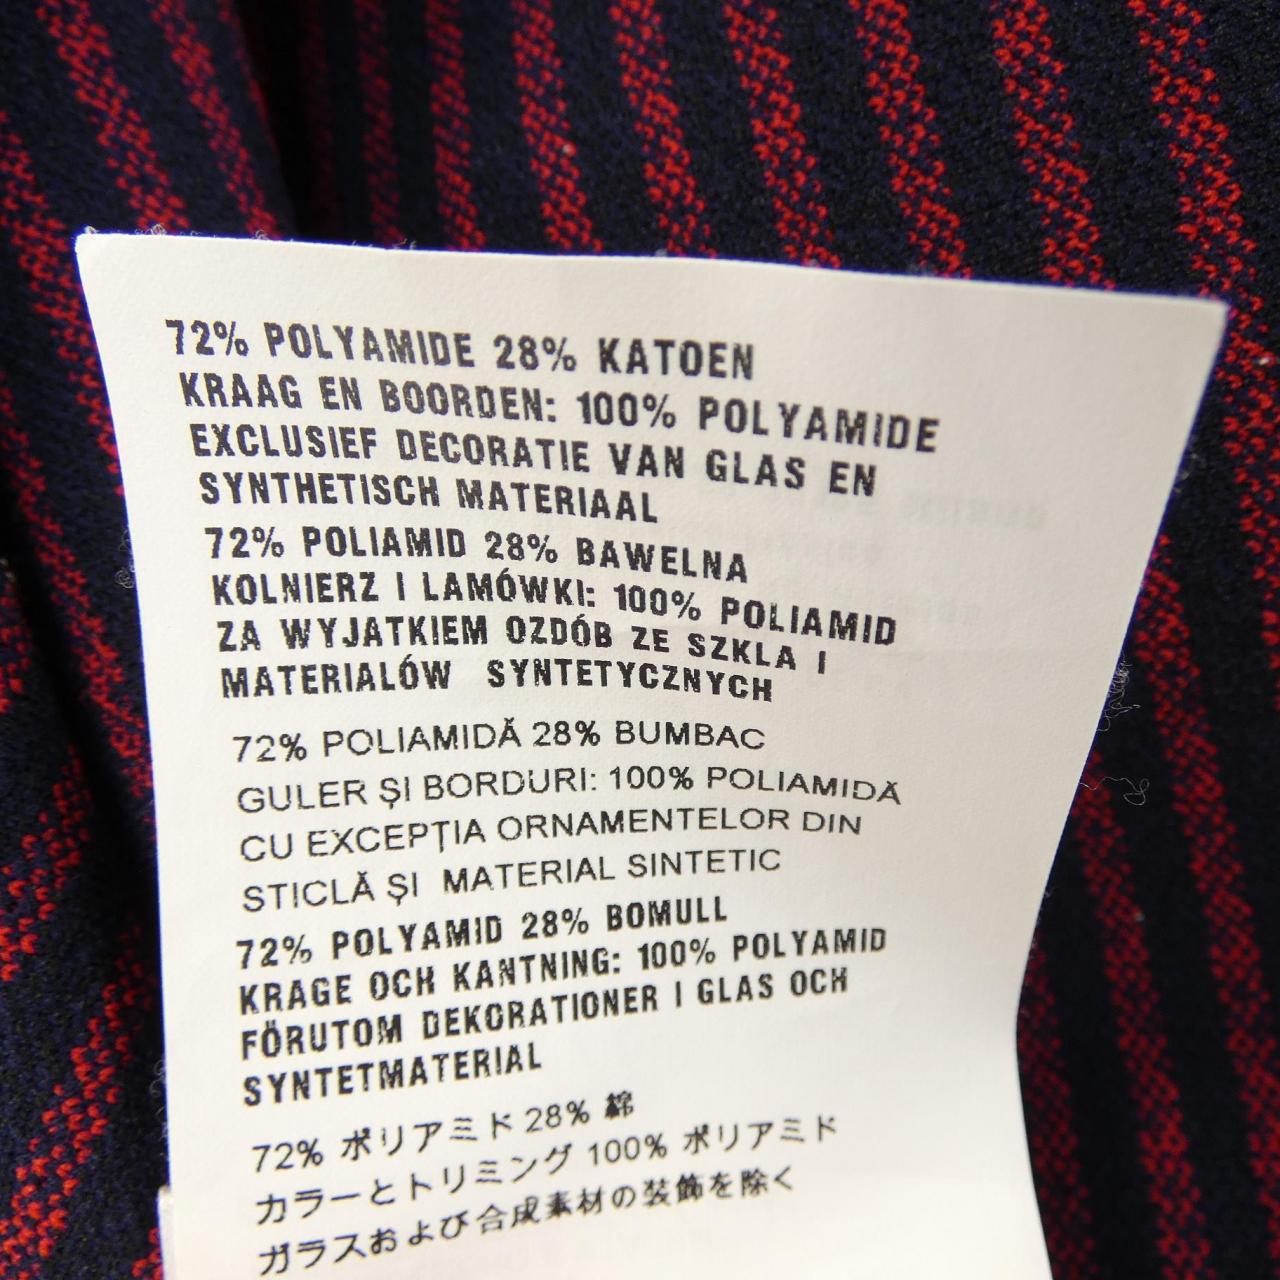 72% POLYAMIDE 28% KATOEN
KRAAG EN BOORDEN: 100% POLYAMIDE
EXCLUSIEF DECORATIE VAN GLAS EN
SYNTHETISCH MATERIAAL
72% POLIAMID 28% BAWELNA
KOLNIERZ I LAMÓWKI: 100% POLIAMID
ZA WYJATKIEM OZDÓB ZE SZKLA I
MATERIALÓW SYNTETYCZNYCH
72% POLIAMIDĂ 28% BUMBAC
GULER ȘI BORDURI: 100% POLIAMIDĂ
CU EXCEPȚIA ORNAMENTELOR DIN
STICLĂ ȘI MATERIAL SINTETIC
72% POLYAMID 28% BOMULL
KRAGE OCH KANTNING: 100% POLYAMID
FÖRUTOM DEKORATIONER I GLAS OCH
SYNTETMATERIAL
72% ポリアミド 28% 綿
カラーとトリミング 100% ポリアミド
ガラスおよび合成素材の装飾を除く